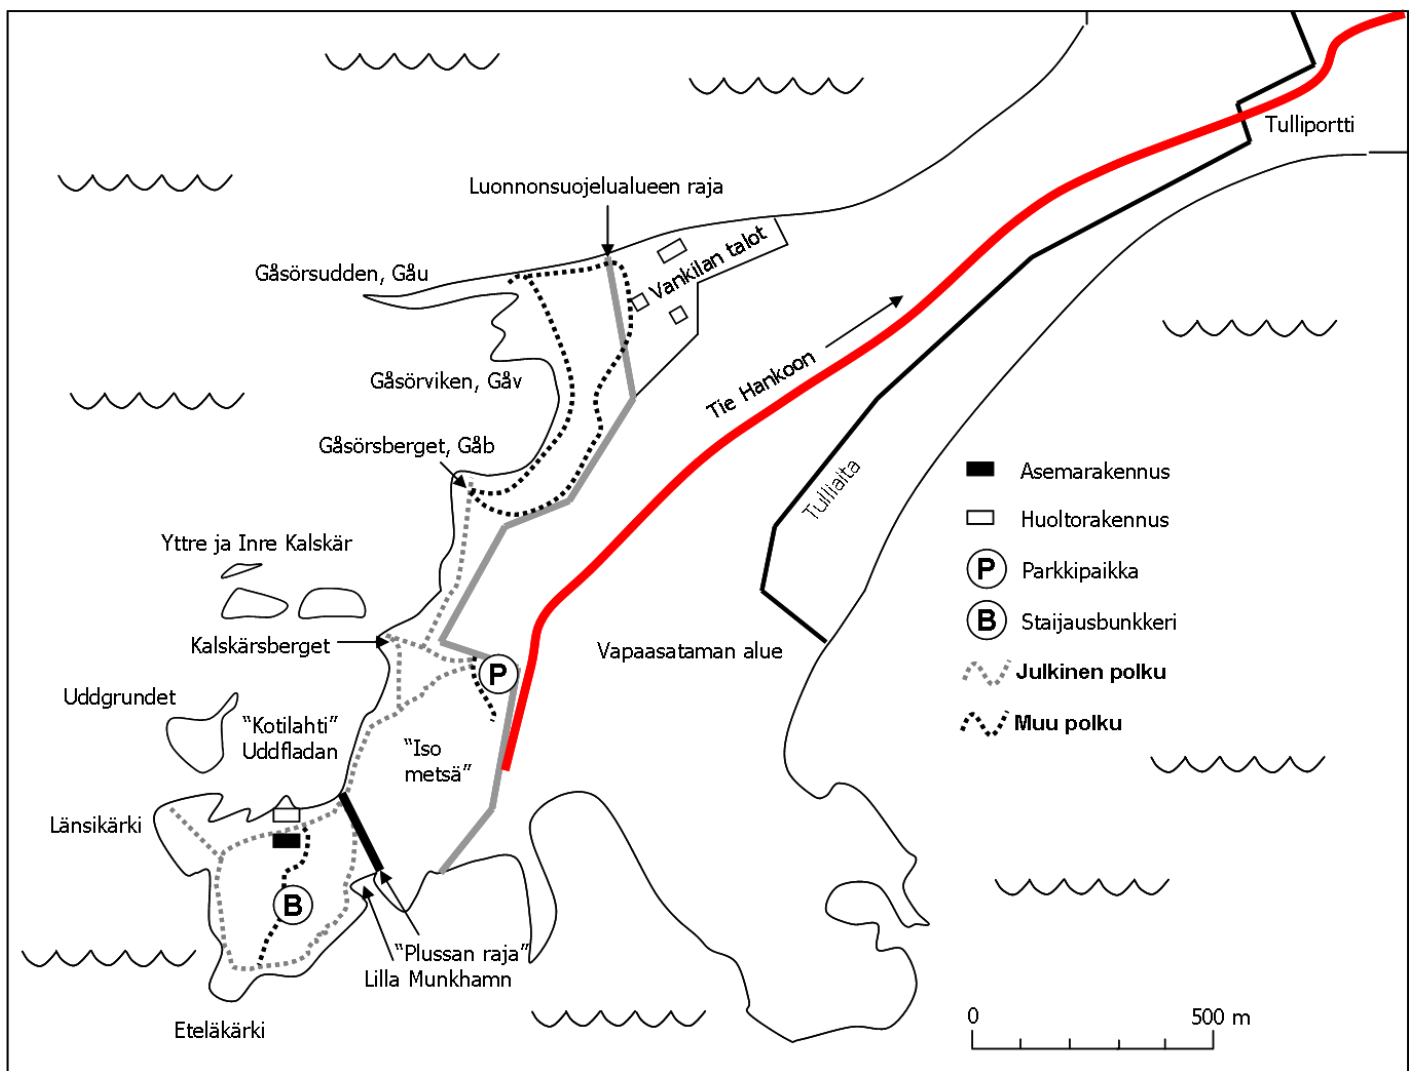 Tulliportti
Luonnonsuojelualueen raja
Vankilan talot
Gåsörsudden, Gåu
Gåsörviken, Gåv
Tie Hankoon
Gåsörsberget, Gåb
Tulliaita
Asemarakennus
Huoltorakennus
P
Parkkipaikka
B
Staijausbunkkeri
Julkinen polku
Muu polku
Yttre ja Inre Kalskär
Kalskärsberget
Vapaasataman alue
P
Uddgrundet
"Kotilahti"
Uddfladan
"Iso
metsä"
Länsikärki
B
"Plussan raja"
Lilla Munkhamn
Eteläkärki
0
500 m